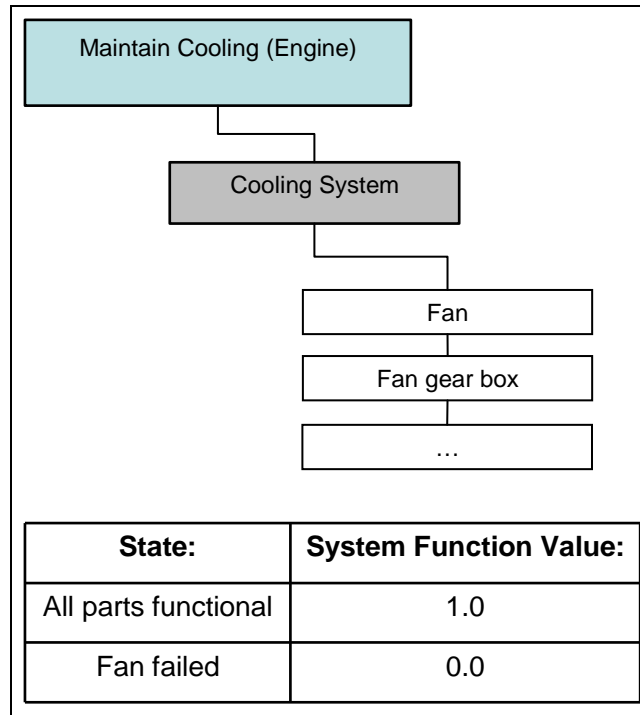 Maintain Cooling (Engine)
Cooling System
Fan
Fan gear box
…
State: System Function Value:
All parts functional 1.0
Fan failed 0.0